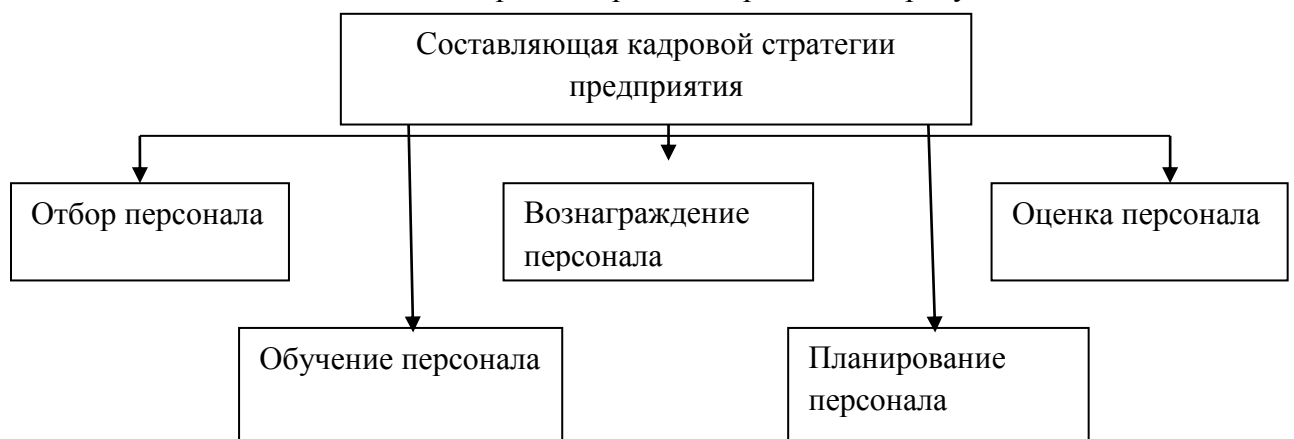 Составляющая кадровой стратегии
предприятия
Отбор персонала
Вознаграждение
персонала
Оценка персонала
Обучение персонала
Планирование
персонала